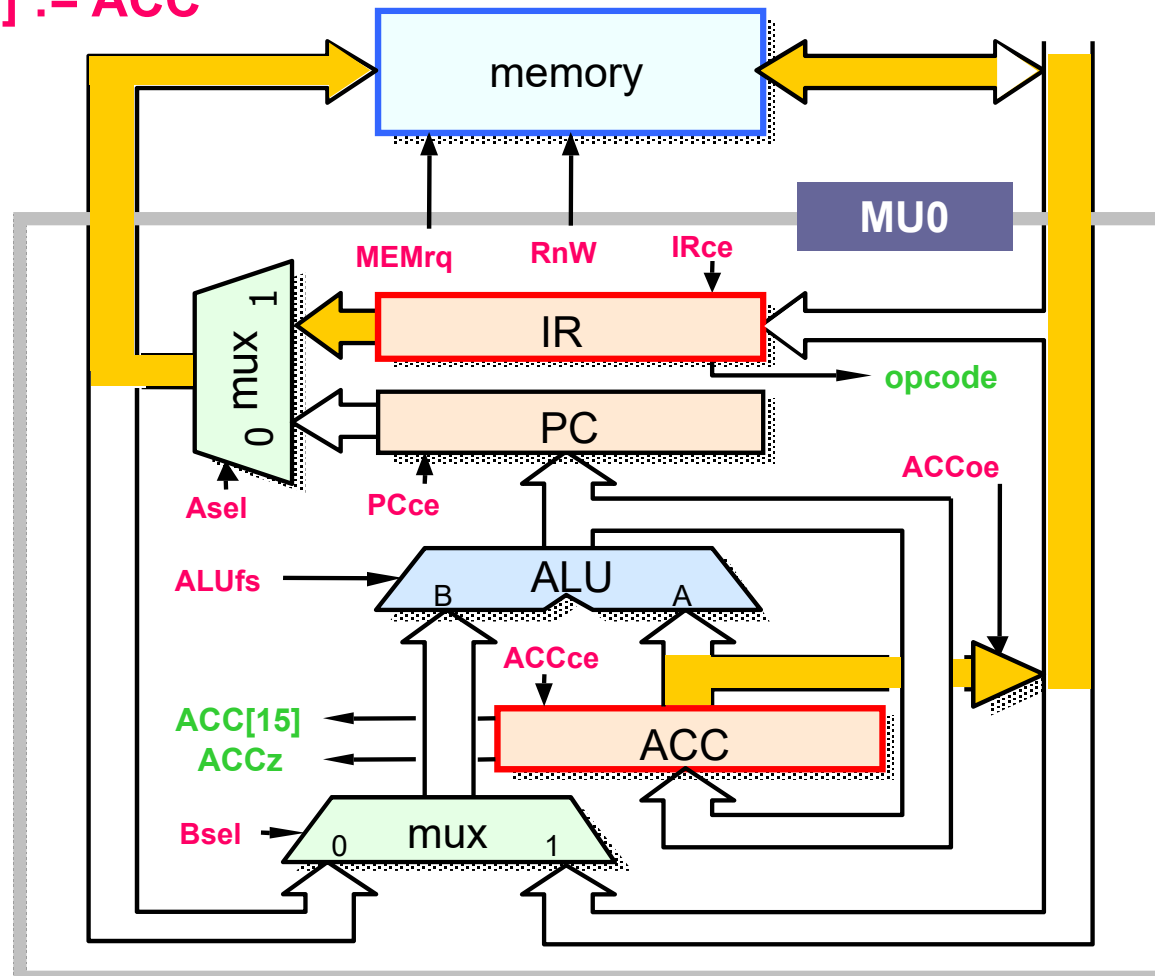 ] := ACC
memory
MU0
MEMrq
RnW
IRce
mux
1
0
IR
opcode
PC
Asel
PCce
ACCoe
ALUfs
ALU
B
A
ACCce
ACC[15]
ACCz
ACC
Bsel
mux
0
1